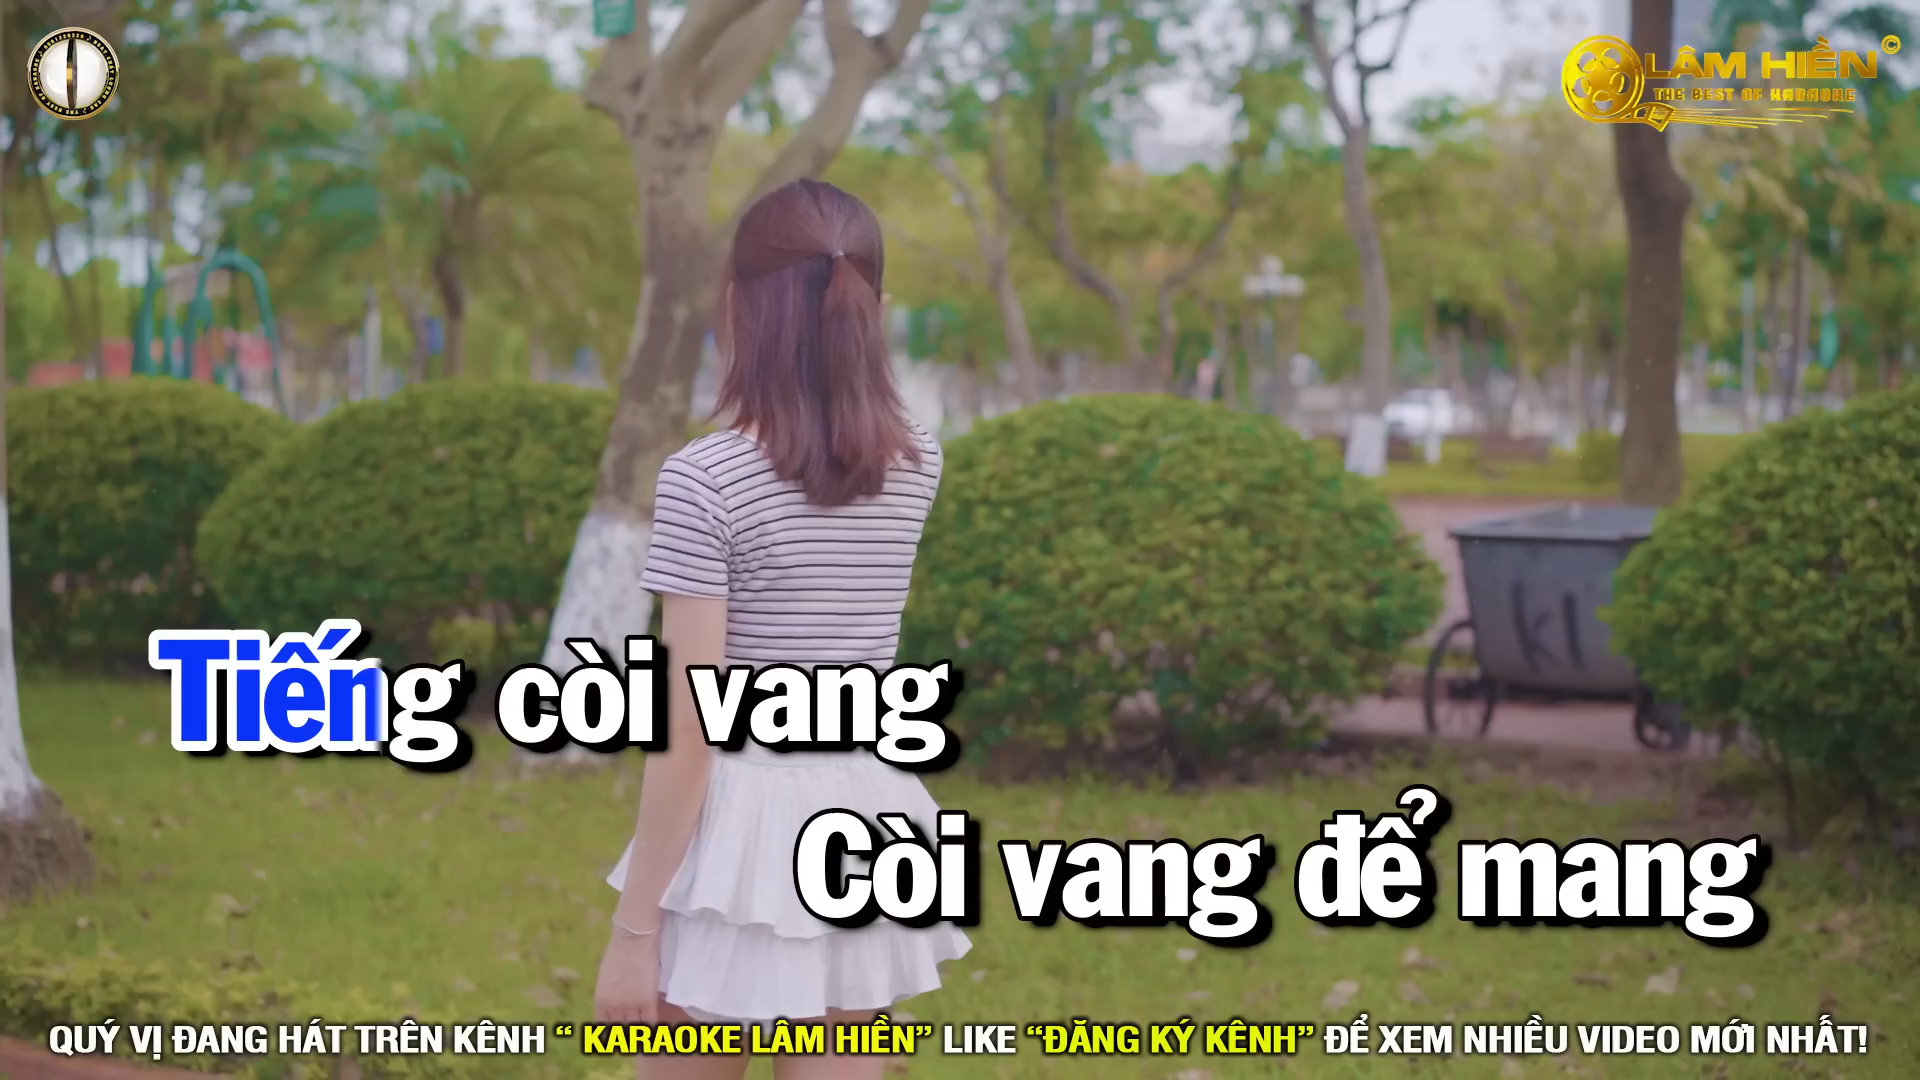 LÂM HIỀN ©
THE BEST OF KARAOKE
kl
Tiếng còi vang
Còi vang để mang
QUÝ VỊ ĐANG HÁT TRÊN KÊNH “ KARAOKE LÂM HIỀN” LIKE “ĐĂNG KÝ KÊNH” ĐỂ XEM NHIỀU VIDEO MỚI NHẤT!